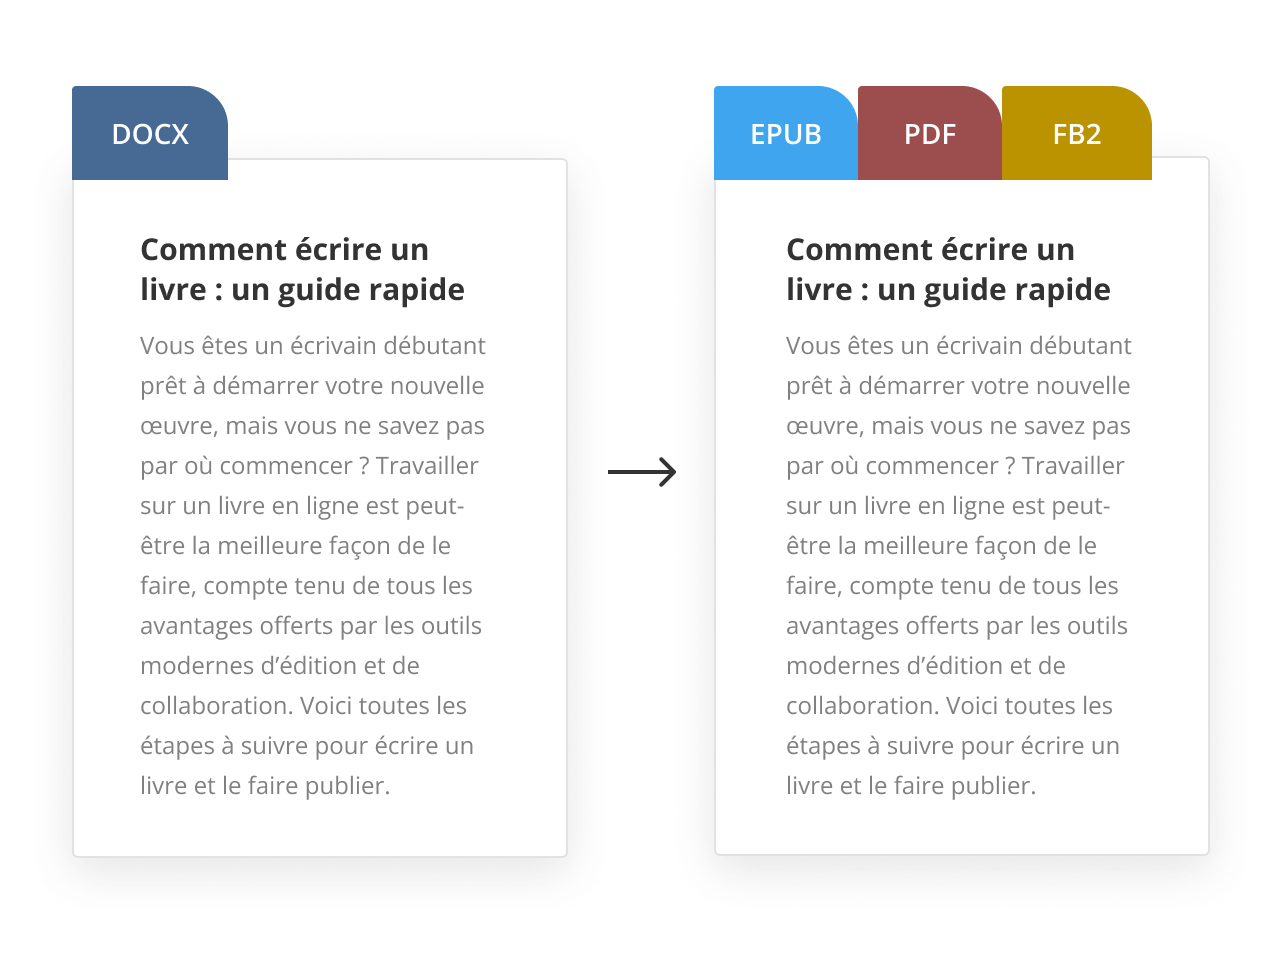 DOCX
Comment écrire un
livre : un guide rapide
Vous êtes un écrivain débutant
prêt à démarrer votre nouvelle
œuvre, mais vous ne savez pas
par où commencer ? Travailler
sur un livre en ligne est peut-
être la meilleure façon de le
faire, compte tenu de tous les
avantages offerts par les outils
modernes d’édition et de
collaboration. Voici toutes les
étapes à suivre pour écrire un
livre et le faire publier.
EPUB
PDF
FB2
Comment écrire un
livre : un guide rapide
Vous êtes un écrivain débutant
prêt à démarrer votre nouvelle
œuvre, mais vous ne savez pas
par où commencer ? Travailler
sur un livre en ligne est peut-
être la meilleure façon de le
faire, compte tenu de tous les
avantages offerts par les outils
modernes d’édition et de
collaboration. Voici toutes les
étapes à suivre pour écrire un
livre et le faire publier.